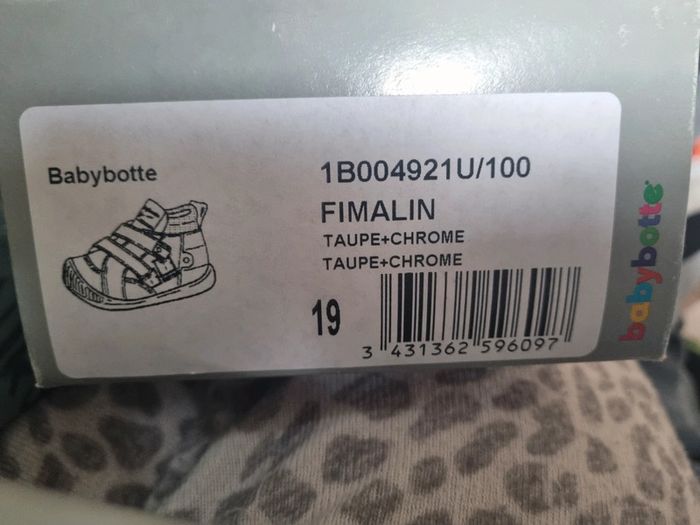 Babybotte
1B004921U/100
FIMALIN
TAUPE+CHROME
TAUPE+CHROME
19
3 431362 596097
babybotte